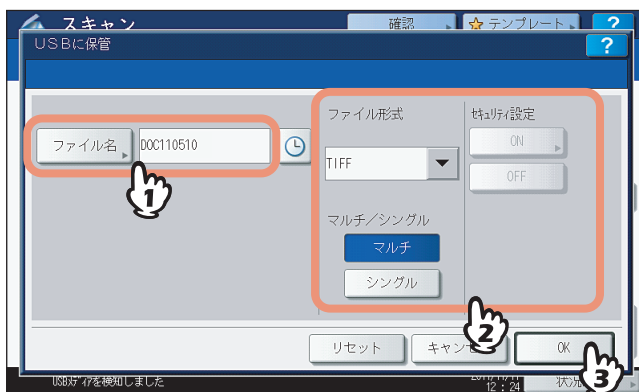 スキャン 確認 テンプレート ?
USBに保管 ?
ファイル形式 セキュリティ設定
ファイル名 DOC110510 ON
TIFF OFF
マルチ／シングル
マルチ
シングル
1
2
3
リセット キャンセ OK
USBメディアを検知しました
12:24 状況